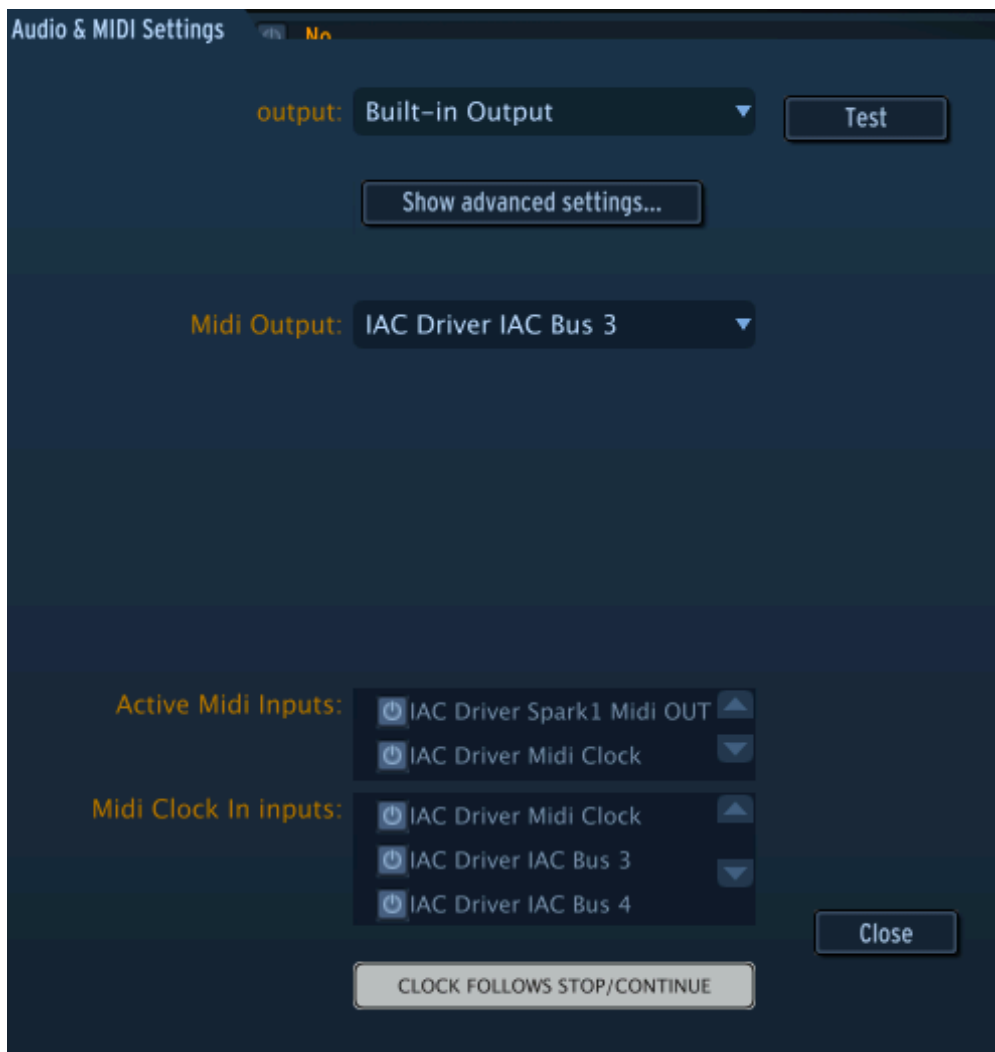 Audio & MIDI Settings
No
output: Built-in Output Test
Show advanced settings...
Midi Output: IAC Driver IAC Bus 3
Active Midi Inputs: IAC Driver Spark1 Midi OUT
IAC Driver Midi Clock
Midi Clock In inputs: IAC Driver Midi Clock
IAC Driver IAC Bus 3
IAC Driver IAC Bus 4
Close
CLOCK FOLLOWS STOP/CONTINUE